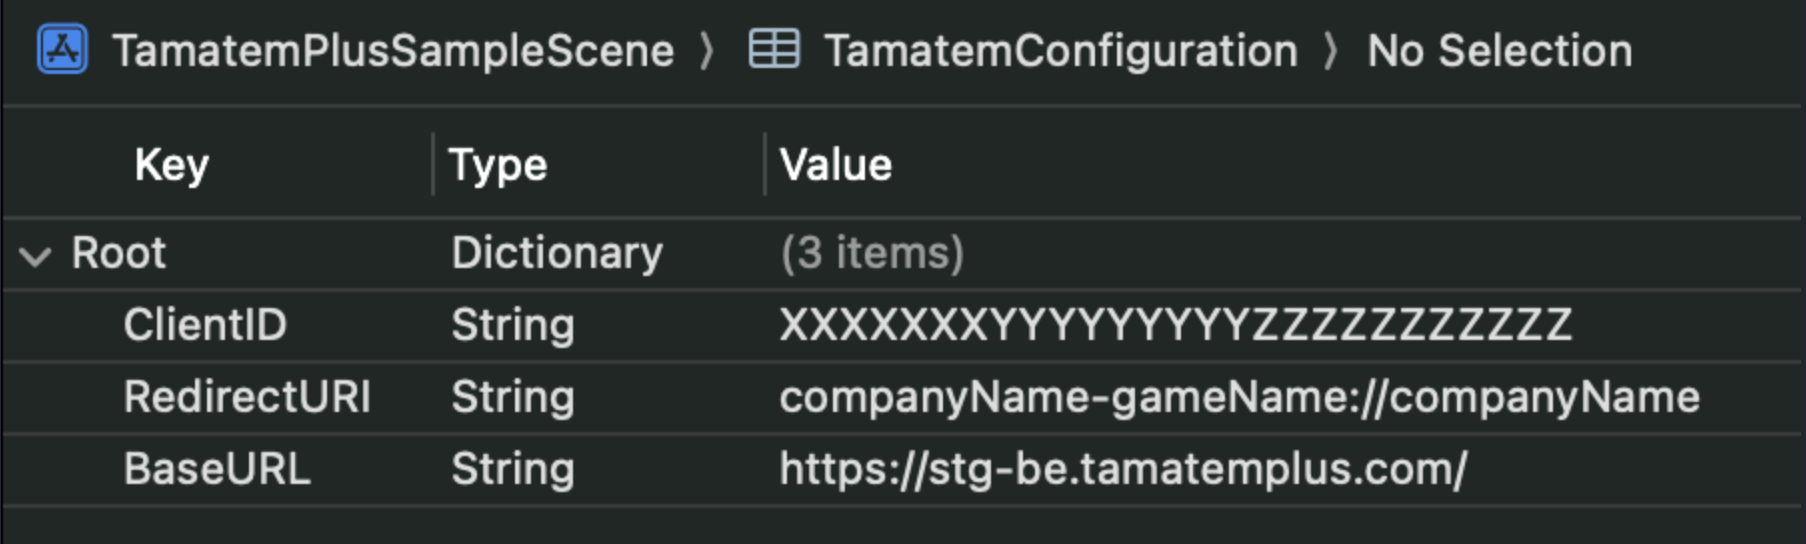 TamatemPlusSampleScene 〉 TamatemConfiguration 〉 No Selection
Key Type Value
Root Dictionary (3 items)
ClientID String XXXXXXXYYYYYYYYYZZZZZZZZZZZ
RedirectURI String companyName-gameName://companyName
BaseURL String https://stg-be.tamatemplus.com/